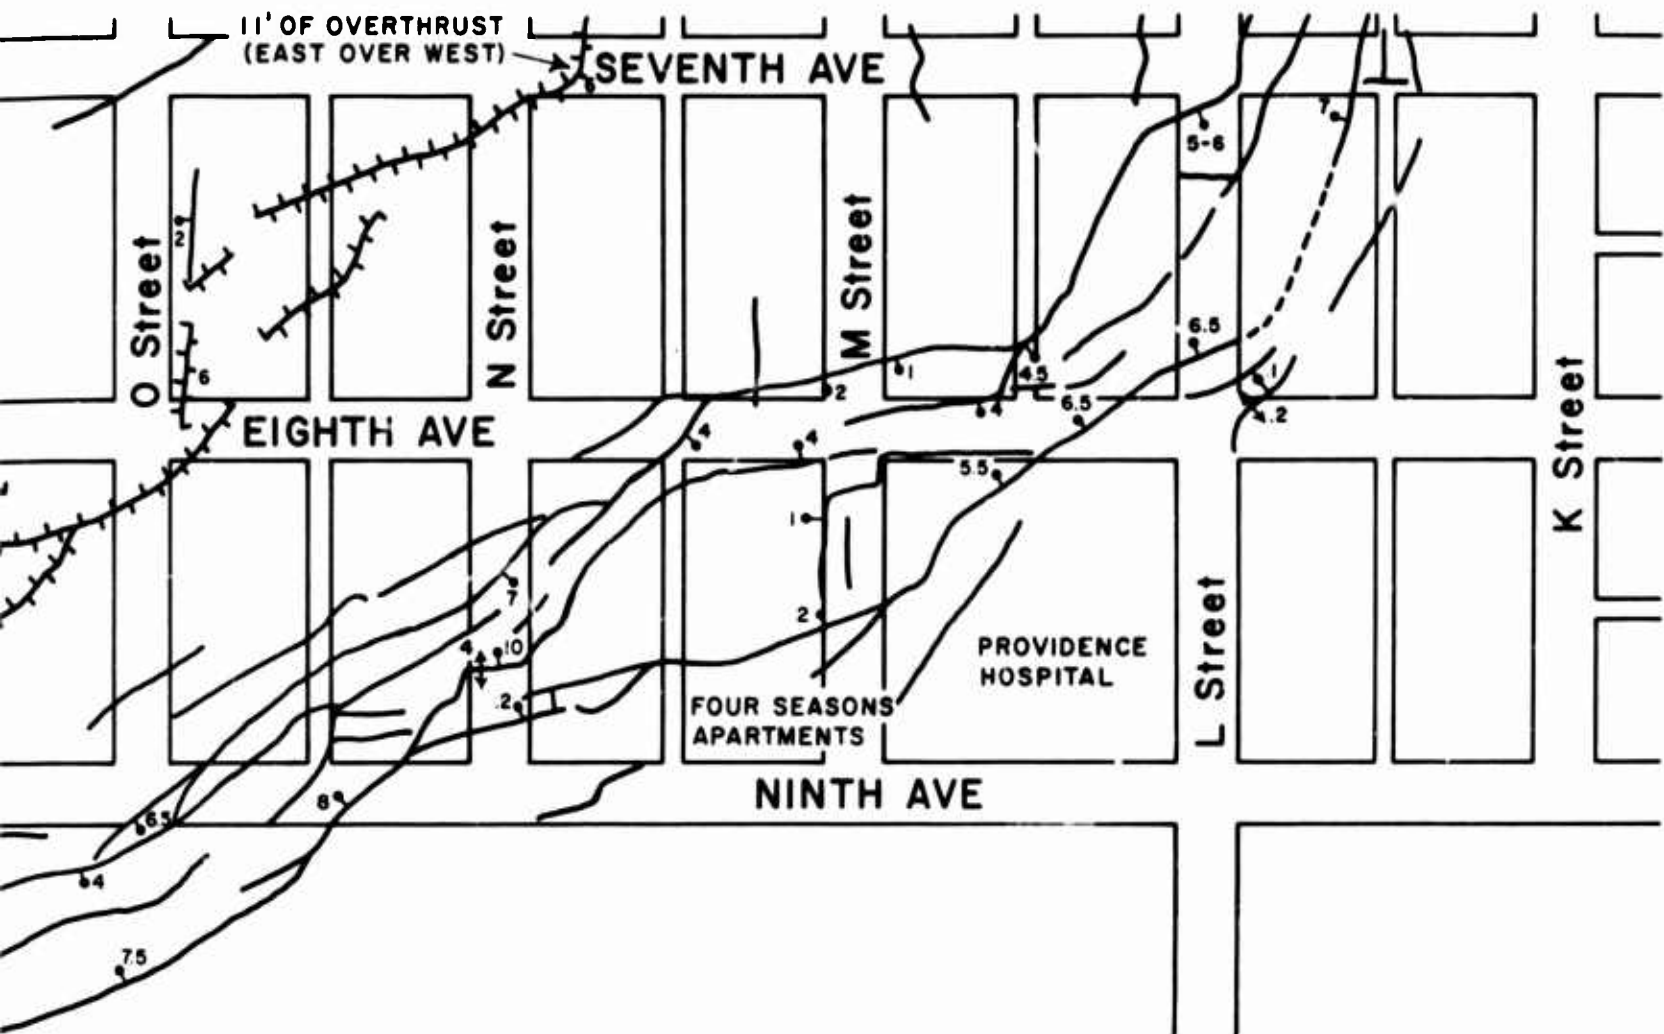 11' OF OVERTHRUST
(EAST OVER WEST)
SEVENTH AVE
7
5-6
2
O Street
N Street
M Street
6.5
6
1
2
4.5
4
6.5
1
.2
K Street
EIGHTH AVE
4
4
5.5
1
7
2
4
10
.2
L Street
PROVIDENCE
HOSPITAL
FOUR SEASONS
APARTMENTS
NINTH AVE
8
6.5
4
7.5